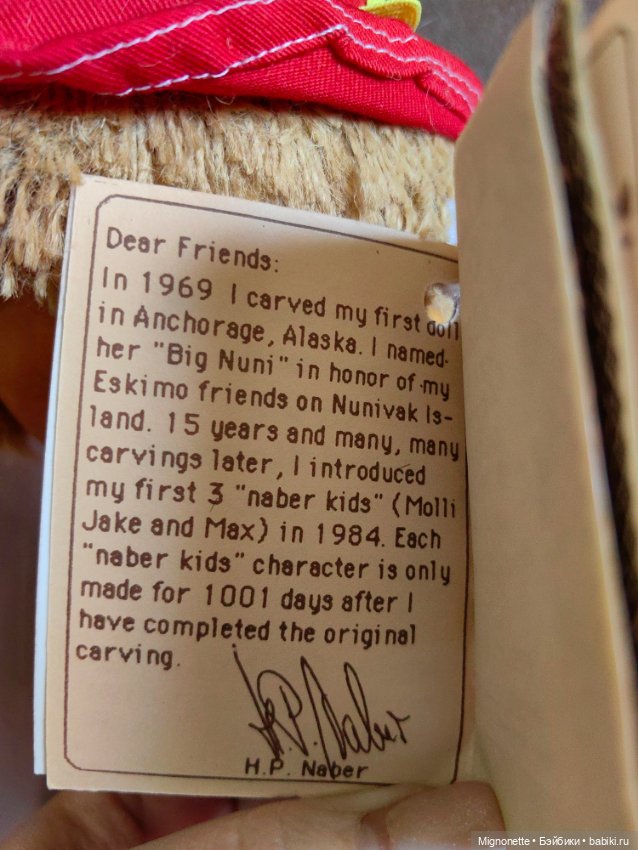 Dear Friends:
In 1969 I carved my first doll
in Anchorage, Alaska. I named
her "Big Nuni" in honor of my
Eskimo friends on Nunivak Is-
land. 15 years and many, many
carvings later, I introduced
my first 3 "naber kids" (Molli
Jake and Max) in 1984. Each
"naber kids" character is only
made for 1001 days after I
have completed the original
carving.
H.P. Naber
H.P. Naber
Mignonette • Бэйбики • babiki.ru